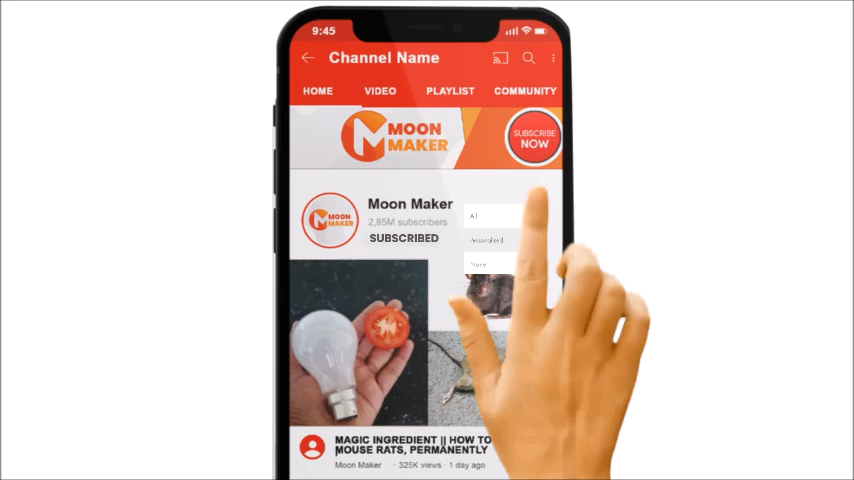 9:45
Channel Name
HOME VIDEO PLAYLIST COMMUNITY
MOON
MAKER
SUBSCRIBE
NOW
MOON
MAKER
Moon Maker
2,85M subscribers
SUBSCRIBED
All
Personalised
None
MAGIC INGREDIENT || HOW TO
MOUSE RATS, PERMANENTLY
Moon Maker · 325K views · 1 day ago